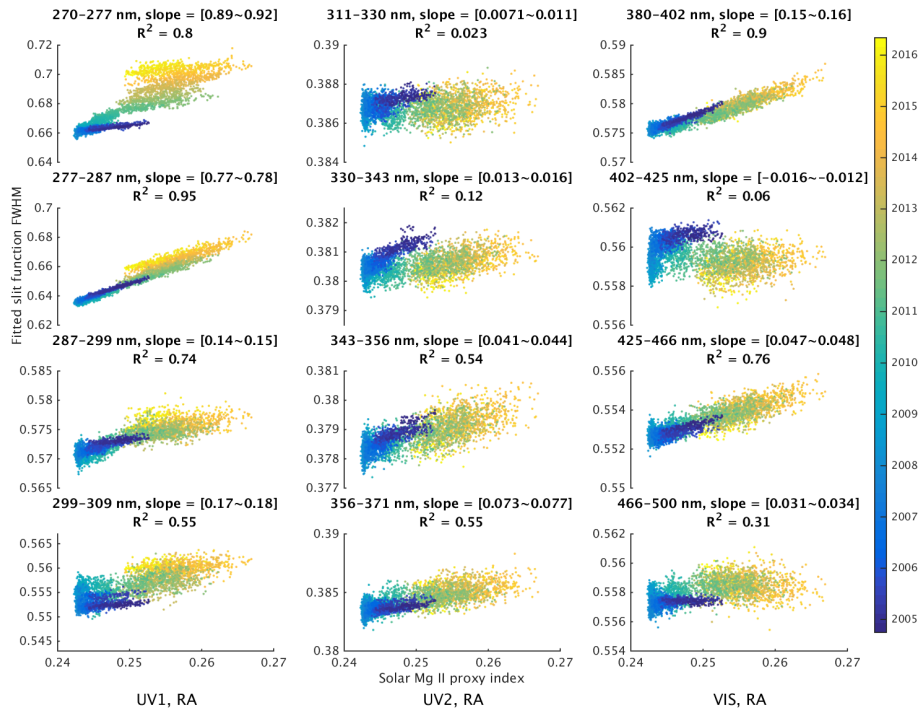 270−277 nm, slope = [0.89~0.92]
R² = 0.8
0.72
0.7
0.68
0.66
0.64
311−330 nm, slope = [0.0071~0.011]
R² = 0.023
0.39
0.388
0.386
0.384
380−402 nm, slope = [0.15~0.16]
R² = 0.9
0.59
0.585
0.58
0.575
0.57
277−287 nm, slope = [0.77~0.78]
R² = 0.95
0.7
0.68
0.66
0.64
0.62
330−343 nm, slope = [0.013~0.016]
R² = 0.12
0.382
0.381
0.38
0.379
402−425 nm, slope = [−0.016~−0.012]
R² = 0.06
0.562
0.56
0.558
0.556
287−299 nm, slope = [0.14~0.15]
R² = 0.74
0.585
0.58
0.575
0.57
0.565
343−356 nm, slope = [0.041~0.044]
R² = 0.54
0.381
0.38
0.379
0.378
0.377
425−466 nm, slope = [0.047~0.048]
R² = 0.76
0.556
0.554
0.552
0.55
299−309 nm, slope = [0.17~0.18]
R² = 0.55
0.565
0.56
0.555
0.55
0.545
356−371 nm, slope = [0.073~0.077]
R² = 0.55
0.39
0.385
0.38
466−500 nm, slope = [0.031~0.034]
R² = 0.31
0.562
0.56
0.558
0.556
0.554
0.24
0.25
0.26
0.27
0.24
0.25
0.26
0.27
0.24
0.25
0.26
0.27
Fitted slit function FWHM
Solar Mg II proxy index
UV1, RA
UV2, RA
VIS, RA
2016
2015
2014
2013
2012
2011
2010
2009
2008
2007
2006
2005